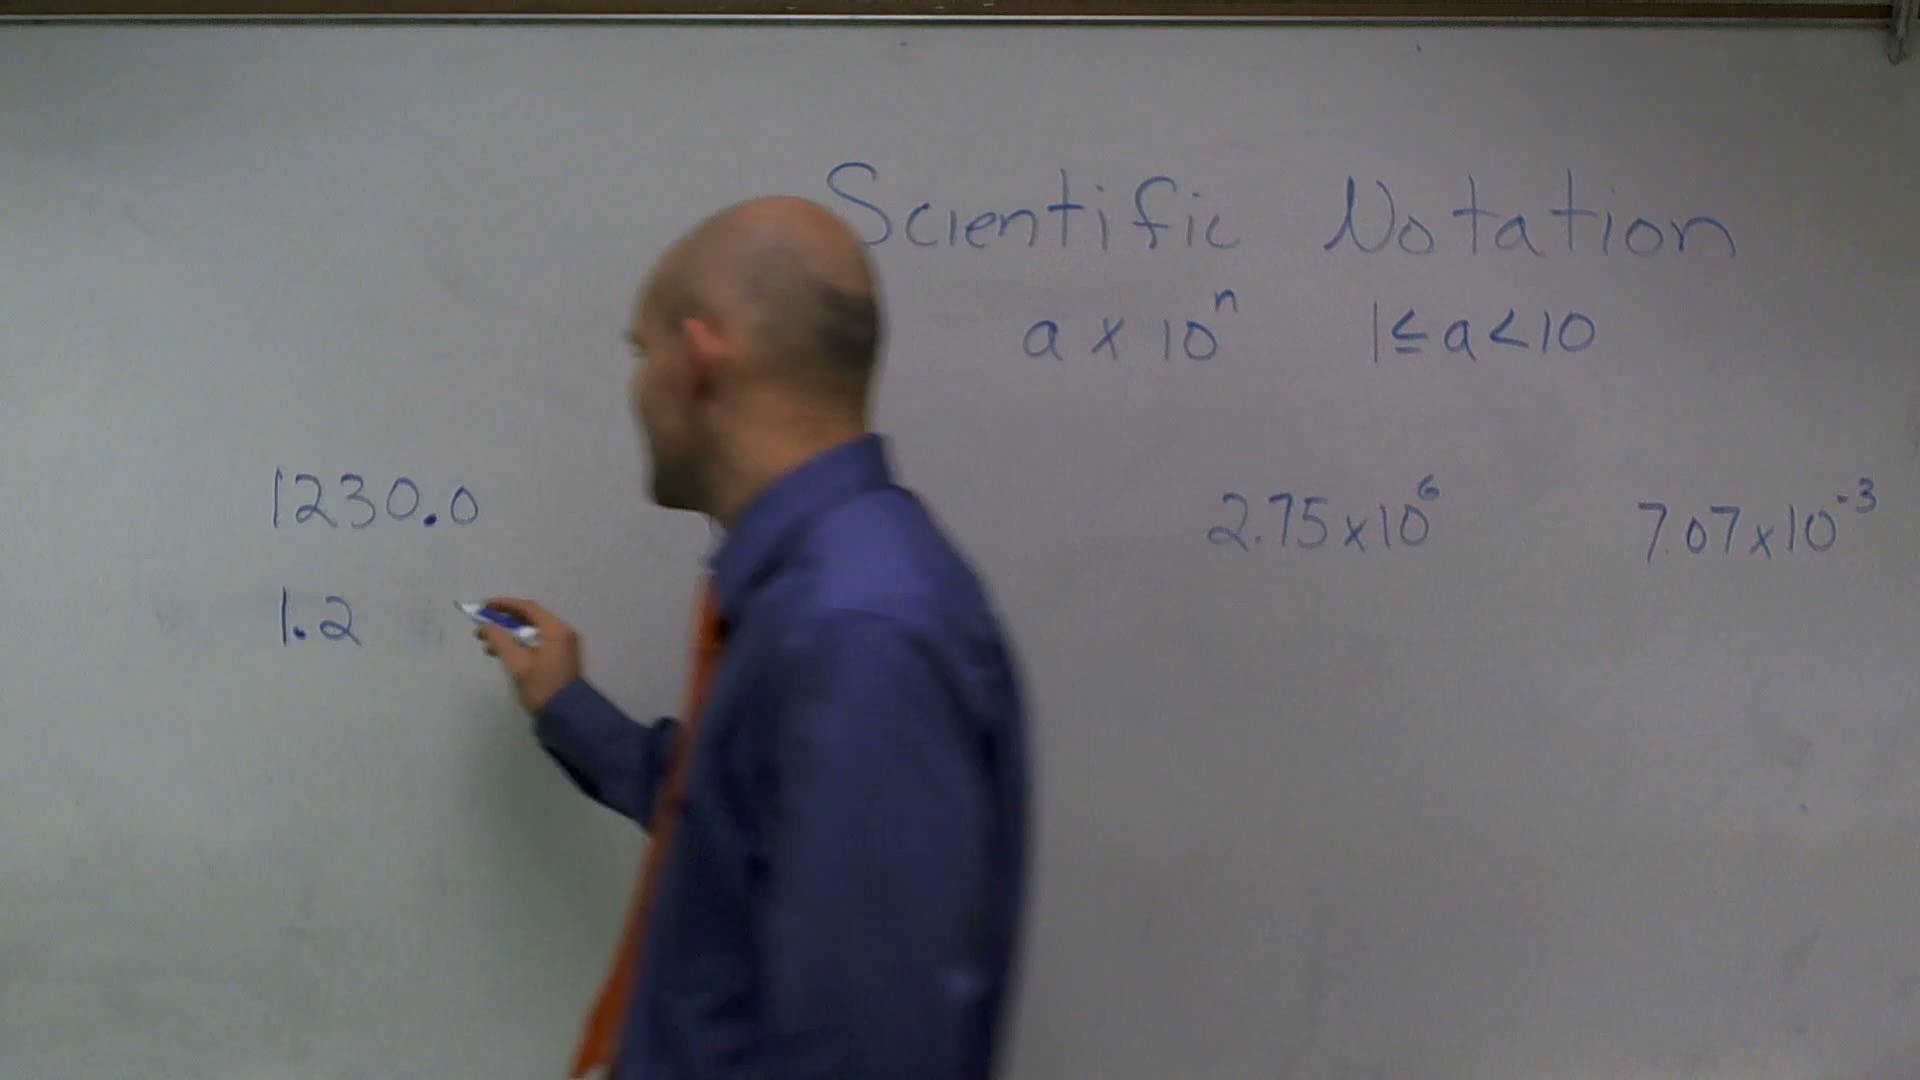 Scientific Notation
a x 10^n 1≤a<10
1230.0 2.75x10^6 7.07x10^-3
1.2